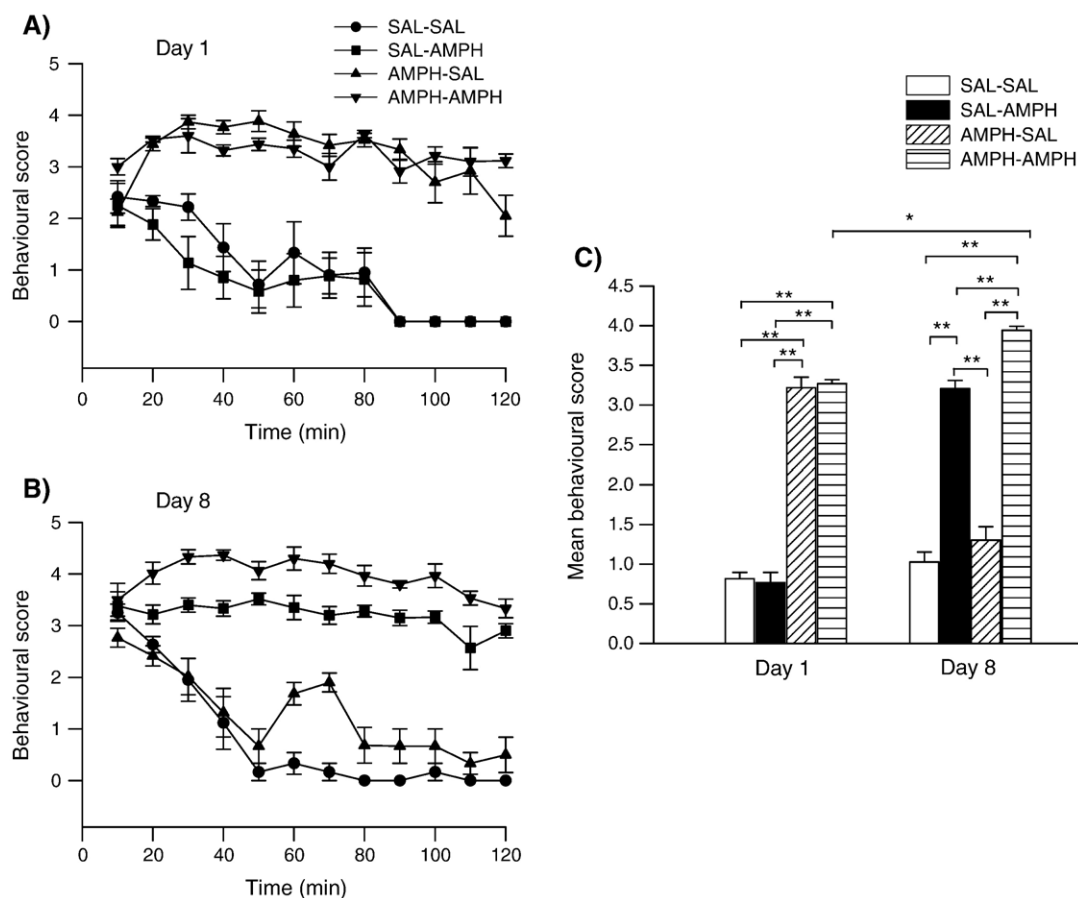 A)
Day 1
SAL-SAL
SAL-AMPH
AMPH-SAL
AMPH-AMPH
5
4
3
2
1
0
Behavioural score
0 20 40 60 80 100 120
Time (min)
B)
Day 8
5
4
3
2
1
0
Behavioural score
0 20 40 60 80 100 120
Time (min)
SAL-SAL
SAL-AMPH
AMPH-SAL
AMPH-AMPH
C)
*
**
**
**
**
**
**
**
**
**
4.5
4.0
3.5
3.0
2.5
2.0
1.5
1.0
0.5
0.0
Mean behavioural score
Day 1 Day 8